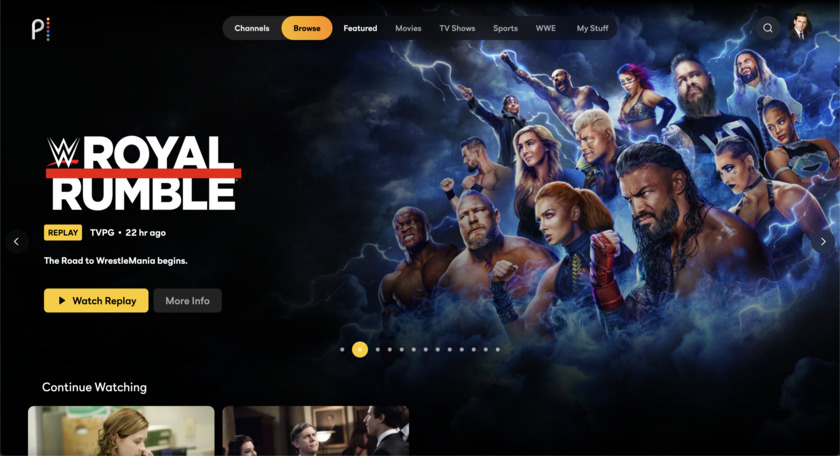 P
Channels
Browse
Featured
Movies
TV Shows
Sports
WWE
My Stuff
W ROYAL
RUMBLE
REPLAY TVPG • 22 hr ago
The Road to WrestleMania begins.
Watch Replay
More Info
Continue Watching